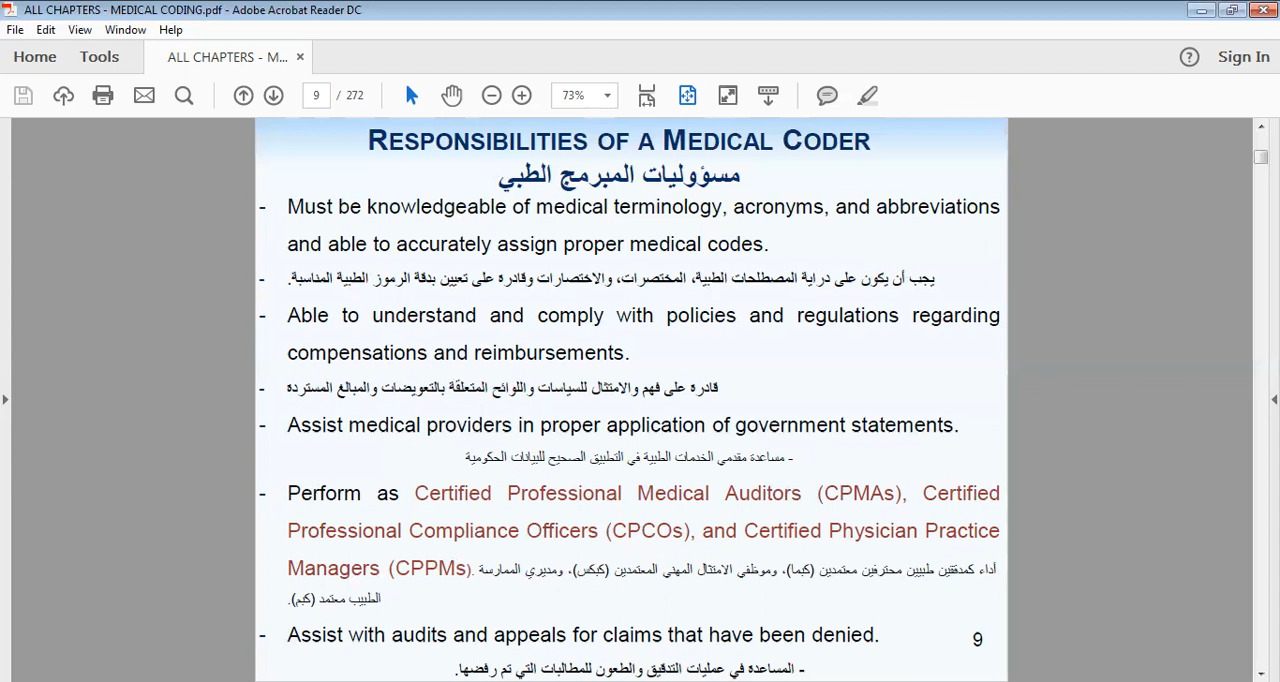 ALL CHAPTERS - MEDICAL CODING.pdf - Adobe Acrobat Reader DC
File Edit View Window Help
Home Tools ALL CHAPTERS - M... × ? Sign In
9 / 272 73%
RESPONSIBILITIES OF A MEDICAL CODER
مسؤوليات المبرمج الطبي
- Must be knowledgeable of medical terminology, acronyms, and abbreviations
and able to accurately assign proper medical codes.
- يجب أن يكون على دراية المصطلحات الطبية، المختصرات، والاختصارات وقادرة على تعيين بدقة الرموز الطبية المناسبة.
- Able to understand and comply with policies and regulations regarding
compensations and reimbursements.
- قادرة على فهم والامتثال للسياسات واللوائح المتعلقة بالتعويضات والمبالغ المستردة
- Assist medical providers in proper application of government statements.
- مساعدة مقدمي الخدمات الطبية في التطبيق الصحيح للبيانات الحكومية
- Perform as Certified Professional Medical Auditors (CPMAs), Certified
Professional Compliance Officers (CPCOs), and Certified Physician Practice
Managers (CPPMs). أداء كمدققين طبيين محترفين معتمدين (كبما)، وموظفي الامتثال المهني المعتمدين (كبكس)، ومديري الممارسة
الطبيب معتمد (كبم).
- Assist with audits and appeals for claims that have been denied. 9
- المساعدة في عمليات التدقيق والطعون للمطالبات التي تم رفضها.